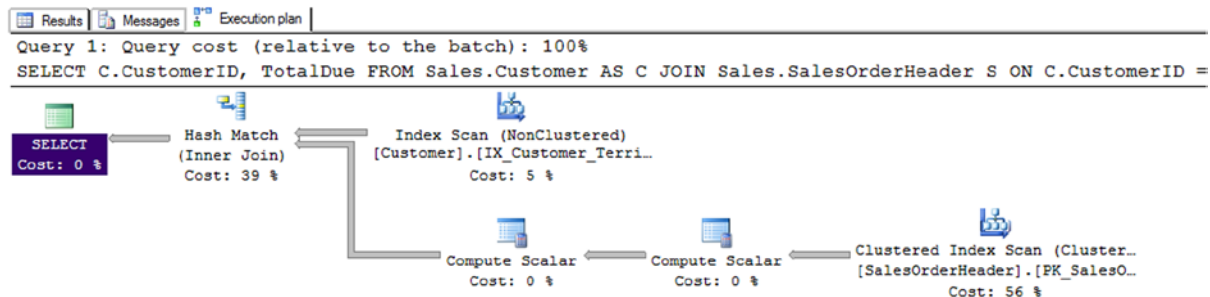 Results Messages Execution plan
Query 1: Query cost (relative to the batch): 100%
SELECT C.CustomerID, TotalDue FROM Sales.Customer AS C JOIN Sales.SalesOrderHeader S ON C.CustomerID =
SELECT
Cost: 0 %
Hash Match
(Inner Join)
Cost: 39 %
Index Scan (NonClustered)
[Customer].[IX_Customer_Terri…
Cost: 5 %
Compute Scalar
Cost: 0 %
Compute Scalar
Cost: 0 %
Clustered Index Scan (Cluster…
[SalesOrderHeader].[PK_SalesO…
Cost: 56 %